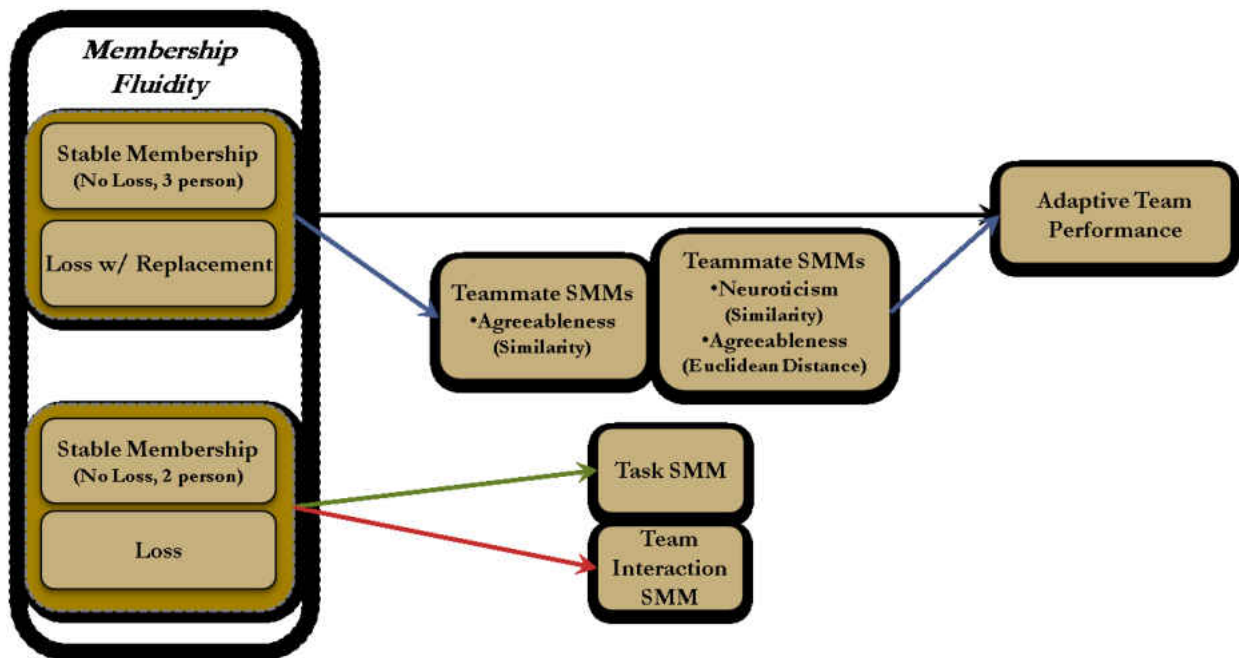 Membership
Fluidity
Stable Membership
(No Loss, 3 person)
Loss w/ Replacement
Adaptive Team
Performance
Teammate SMMs
•Agreeableness
(Similarity)
Teammate SMMs
•Neuroticism
(Similarity)
•Agreeableness
(Euclidean Distance)
Stable Membership
(No Loss, 2 person)
Loss
Task SMM
Team
Interaction
SMM